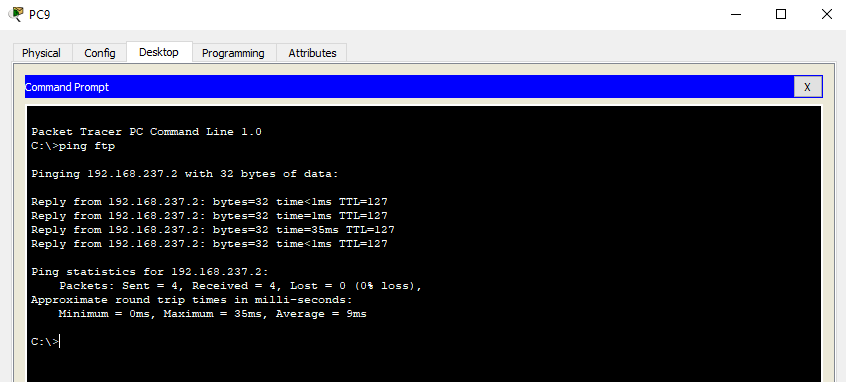 PC9
Physical Config Desktop Programming Attributes
Command Prompt X
Packet Tracer PC Command Line 1.0
C:\>ping ftp
Pinging 192.168.237.2 with 32 bytes of data:
Reply from 192.168.237.2: bytes=32 time<1ms TTL=127
Reply from 192.168.237.2: bytes=32 time=1ms TTL=127
Reply from 192.168.237.2: bytes=32 time=35ms TTL=127
Reply from 192.168.237.2: bytes=32 time<1ms TTL=127
Ping statistics for 192.168.237.2:
Packets: Sent = 4, Received = 4, Lost = 0 (0% loss),
Approximate round trip times in milli-seconds:
Minimum = 0ms, Maximum = 35ms, Average = 9ms
C:\>